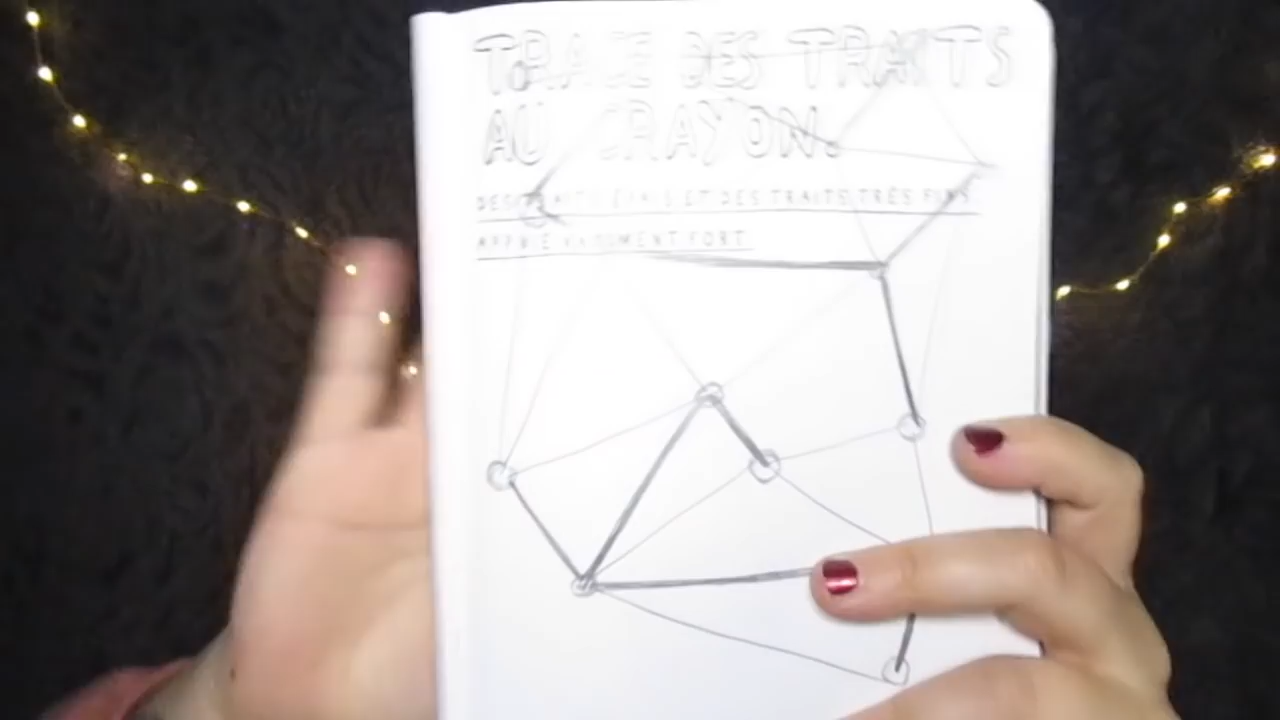 TRACE DES TRAITS
AU CRAYON.
DES TRAITS ÉPAIS ET DES TRAITS TRÈS FINS.
APPUIE VRAIMENT FORT.